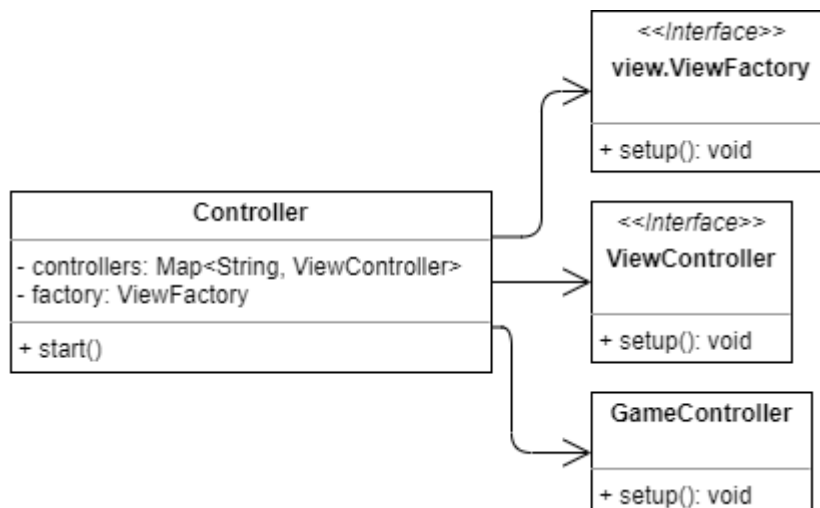 <<Interface>>
view.ViewFactory
+ setup(): void
Controller
- controllers: Map<String, ViewController>
- factory: ViewFactory
+ start()
<<Interface>>
ViewController
+ setup(): void
GameController
+ setup(): void